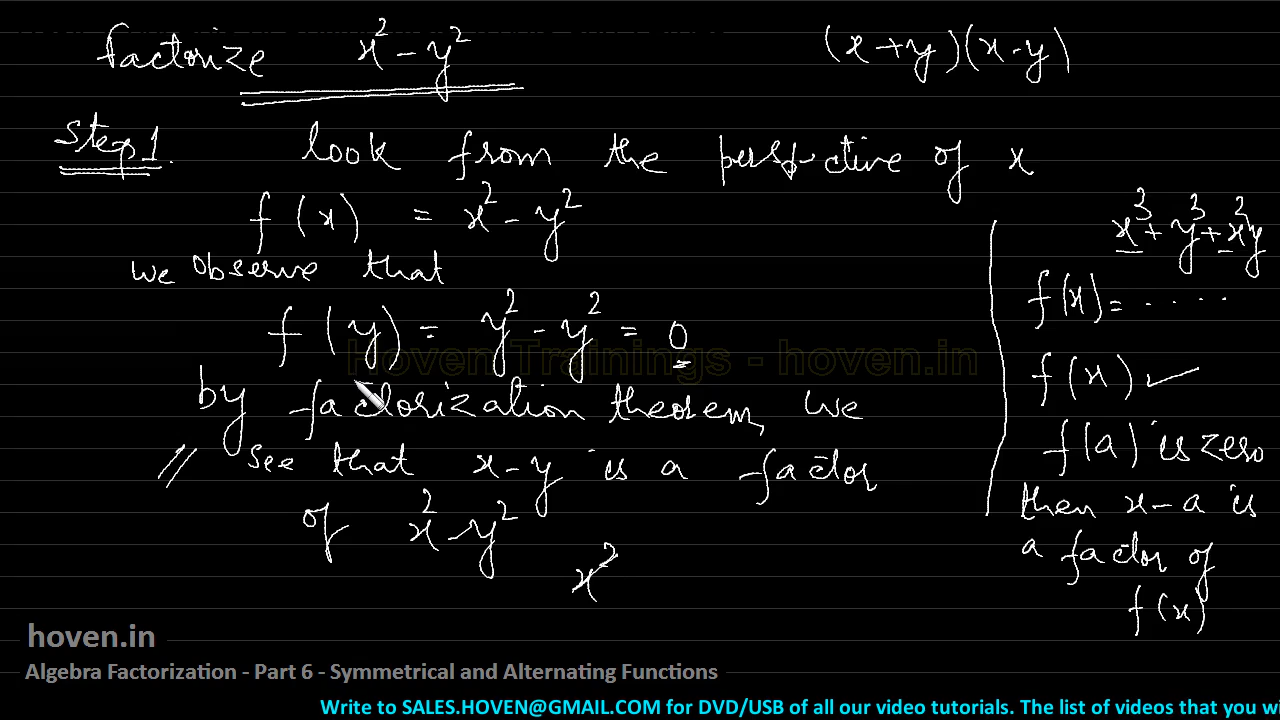 factorize x² - y² (x+y)(x-y)
Step 1. look from the perspective of x
f(x) = x² - y²
we observe that
f(y) = y² - y² = 0
by factorization theorem, we
// see that x-y is a factor
of x² - y²
x²
x³ + y³ + x²y
f(x) = ......
f(x) ✓
f(a) is zero
then x-a is
a factor of
f(x)
Hoven Trainings - hoven.in
hoven.in
Algebra Factorization - Part 6 - Symmetrical and Alternating Functions
Write to SALES.HOVEN@GMAIL.COM for DVD/USB of all our video tutorials. The list of videos that you w